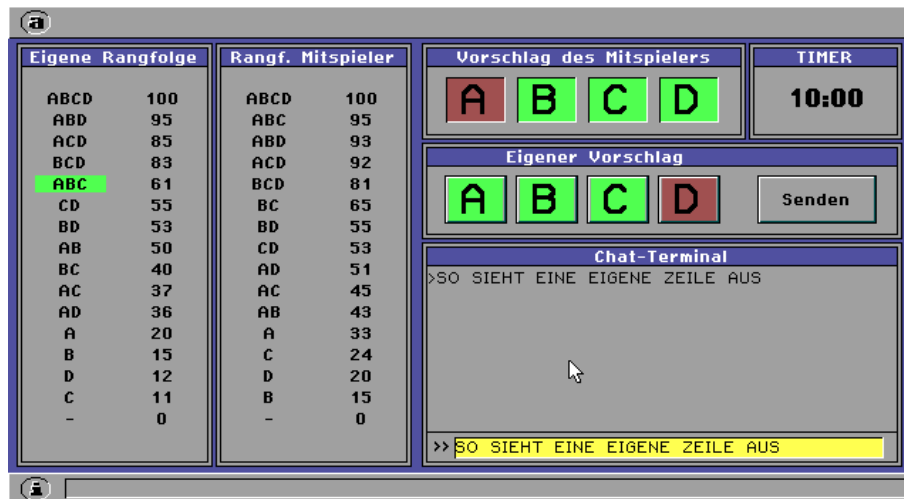 a
Eigene Rangfolge
ABCD 100
ABD 95
ACD 85
BCD 83
ABC 61
CD 55
BD 53
AB 50
BC 40
AC 37
AD 36
A 20
B 15
D 12
C 11
- 0
Rangf. Mitspieler
ABCD 100
ABC 95
ABD 93
ACD 92
BCD 81
BC 65
BD 55
CD 53
AD 51
AC 45
AB 43
A 33
C 24
D 20
B 15
- 0
Vorschlag des Mitspielers
A B C D
TIMER
10:00
Eigener Vorschlag
A B C D
Senden
Chat-Terminal
>SO SIEHT EINE EIGENE ZEILE AUS
>> SO SIEHT EINE EIGENE ZEILE AUS
i